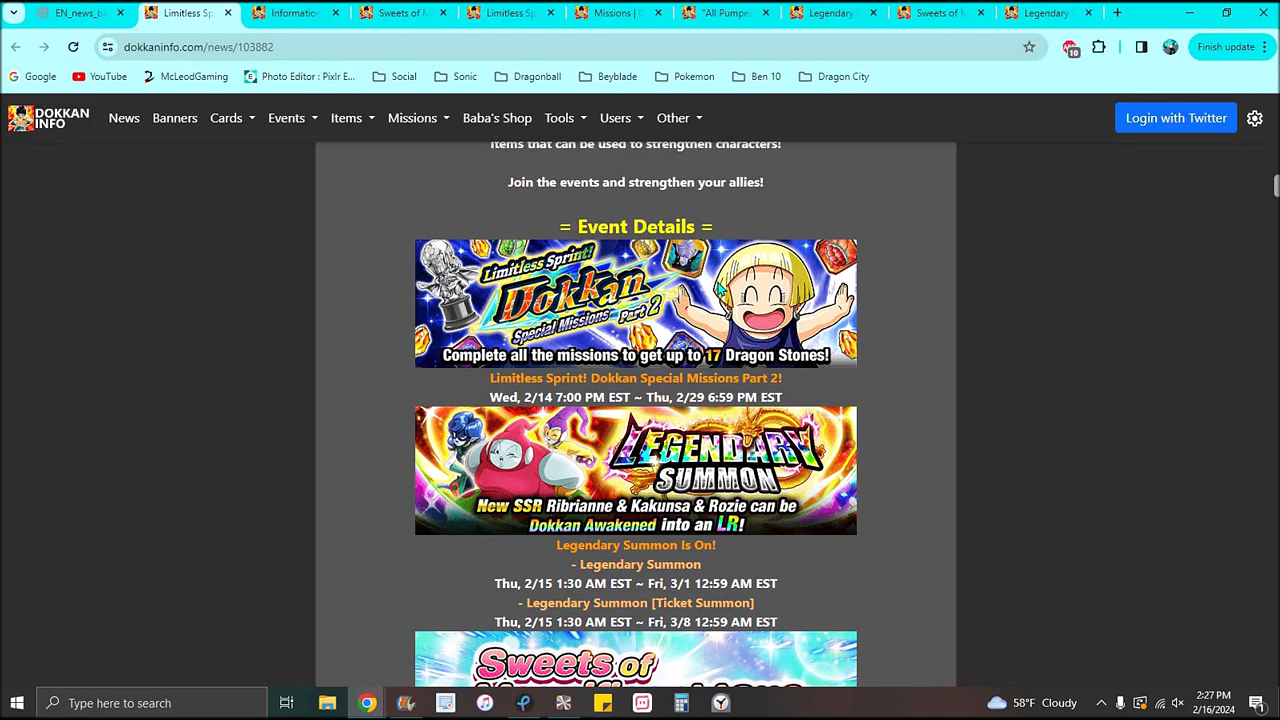 EN_news_ba
Limitless Sp
Information
Sweets of M
Limitless Sp
Missions | D
"All Pumpe
Legendary
Sweets of M
Legendary
dokkaninfo.com/news/103882
10
Finish update
Google
YouTube
McLeodGaming
Photo Editor : Pixlr E...
Social
Sonic
Dragonball
Beyblade
Pokemon
Ben 10
Dragon City
DOKKAN
INFO
News
Banners
Cards
Events
Items
Missions
Baba's Shop
Tools
Users
Other
Login with Twitter
Items that can be used to strengthen characters!
Join the events and strengthen your allies!
= Event Details =
Limitless Sprint!
Dokkan
Special Missions Part 2
Complete all the missions to get up to 17 Dragon Stones!
Limitless Sprint! Dokkan Special Missions Part 2!
Wed, 2/14 7:00 PM EST ~ Thu, 2/29 6:59 PM EST
LEGENDARY
SUMMON
New SSR Ribrianne & Kakunsa & Rozie can be
Dokkan Awakened into an LR!
Legendary Summon Is On!
- Legendary Summon
Thu, 2/15 1:30 AM EST ~ Fri, 3/1 12:59 AM EST
- Legendary Summon [Ticket Summon]
Thu, 2/15 1:30 AM EST ~ Fri, 3/8 12:59 AM EST
Sweets of
Type here to search
58°F Cloudy
2:27 PM
2/16/2024
1